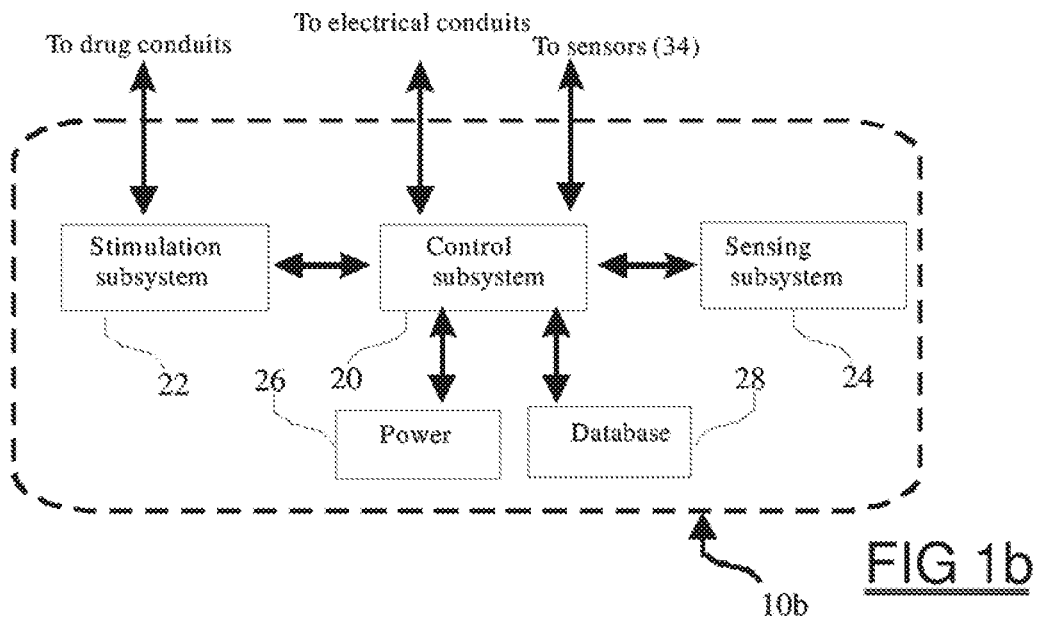 To drug conduits
To electrical conduits
To sensors (34)
Stimulation
subsystem
Control
subsystem
Sensing
subsystem
22
26
20
28
24
Power
Database
FIG 1b
10b